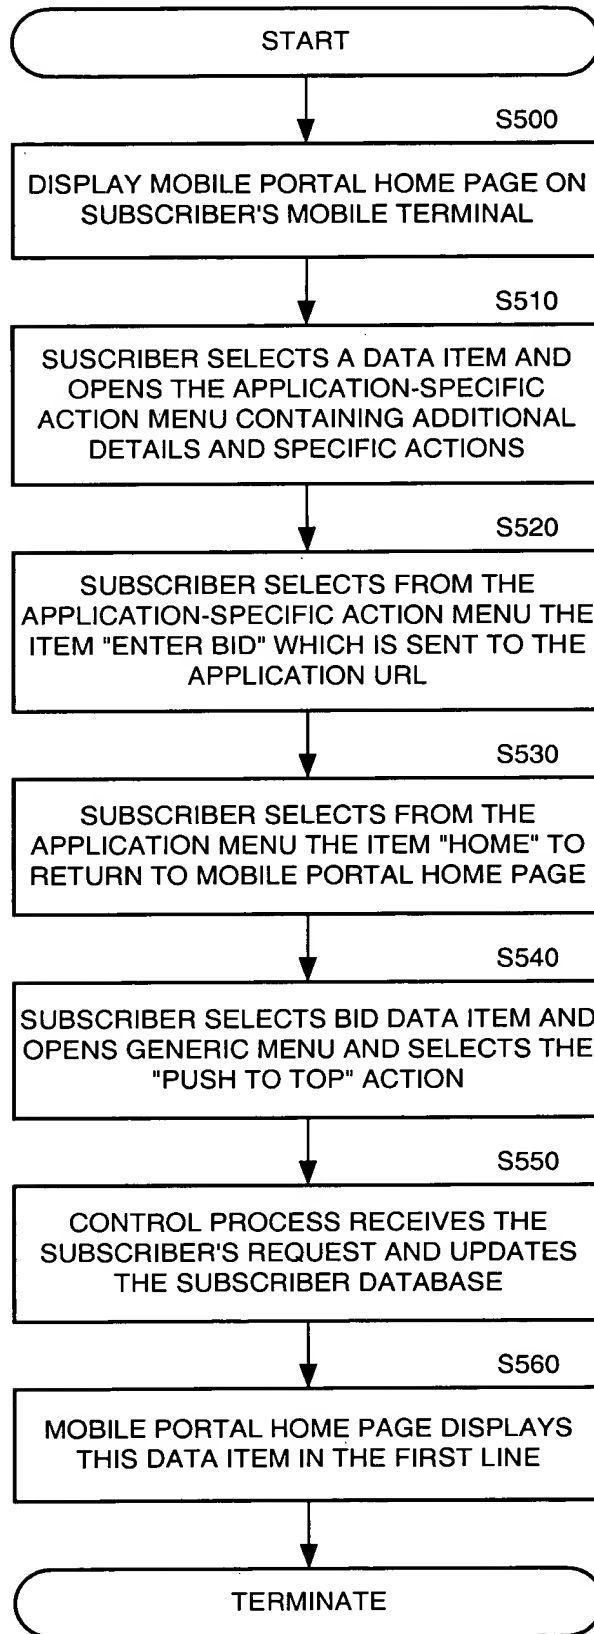 START
S500
DISPLAY MOBILE PORTAL HOME PAGE ON
SUBSCRIBER'S MOBILE TERMINAL
S510
SUSCRIBER SELECTS A DATA ITEM AND
OPENS THE APPLICATION-SPECIFIC
ACTION MENU CONTAINING ADDITIONAL
DETAILS AND SPECIFIC ACTIONS
S520
SUBSCRIBER SELECTS FROM THE
APPLICATION-SPECIFIC ACTION MENU THE
ITEM "ENTER BID" WHICH IS SENT TO THE
APPLICATION URL
S530
SUBSCRIBER SELECTS FROM THE
APPLICATION MENU THE ITEM "HOME" TO
RETURN TO MOBILE PORTAL HOME PAGE
S540
SUBSCRIBER SELECTS BID DATA ITEM AND
OPENS GENERIC MENU AND SELECTS THE
"PUSH TO TOP" ACTION
S550
CONTROL PROCESS RECEIVES THE
SUBSCRIBER'S REQUEST AND UPDATES
THE SUBSCRIBER DATABASE
S560
MOBILE PORTAL HOME PAGE DISPLAYS
THIS DATA ITEM IN THE FIRST LINE
TERMINATE